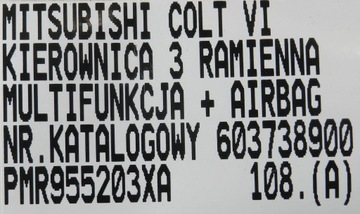 MITSUBISHI COLT VI
KIEROWNICA 3 RAMIENNA
MULTIFUNKCJA + AIRBAG
NR.KATALOGOWY 603738900
PMR955203XA 108.(A)